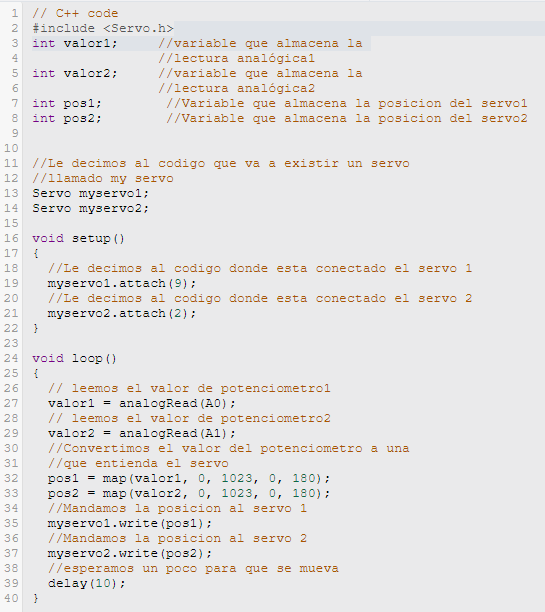 1 // C++ code
2 #include <Servo.h>
3 int valor1;     //variable que almacena la
4                 //lectura analógica1
5 int valor2;     //variable que almacena la
6                 //lectura analógica2
7 int pos1;        //Variable que almacena la posicion del servo1
8 int pos2;        //Variable que almacena la posicion del servo2
9
10
11 //Le decimos al codigo que va a existir un servo
12 //llamado my servo
13 Servo myservo1;
14 Servo myservo2;
15
16 void setup()
17 {
18   //Le decimos al codigo donde esta conectado el servo 1
19   myservo1.attach(9);
20   //Le decimos al codigo donde esta conectado el servo 2
21   myservo2.attach(2);
22 }
23
24 void loop()
25 {
26   // leemos el valor de potenciometro1
27   valor1 = analogRead(A0);
28   // leemos el valor de potenciometro2
29   valor2 = analogRead(A1);
30   //Convertimos el valor del potenciometro a una
31   //que entienda el servo
32   pos1 = map(valor1, 0, 1023, 0, 180);
33   pos2 = map(valor2, 0, 1023, 0, 180);
34   //Mandamos la posicion al servo 1
35   myservo1.write(pos1);
36   //Mandamos la posicion al servo 2
37   myservo2.write(pos2);
38   //esperamos un poco para que se mueva
39   delay(10);
40 }